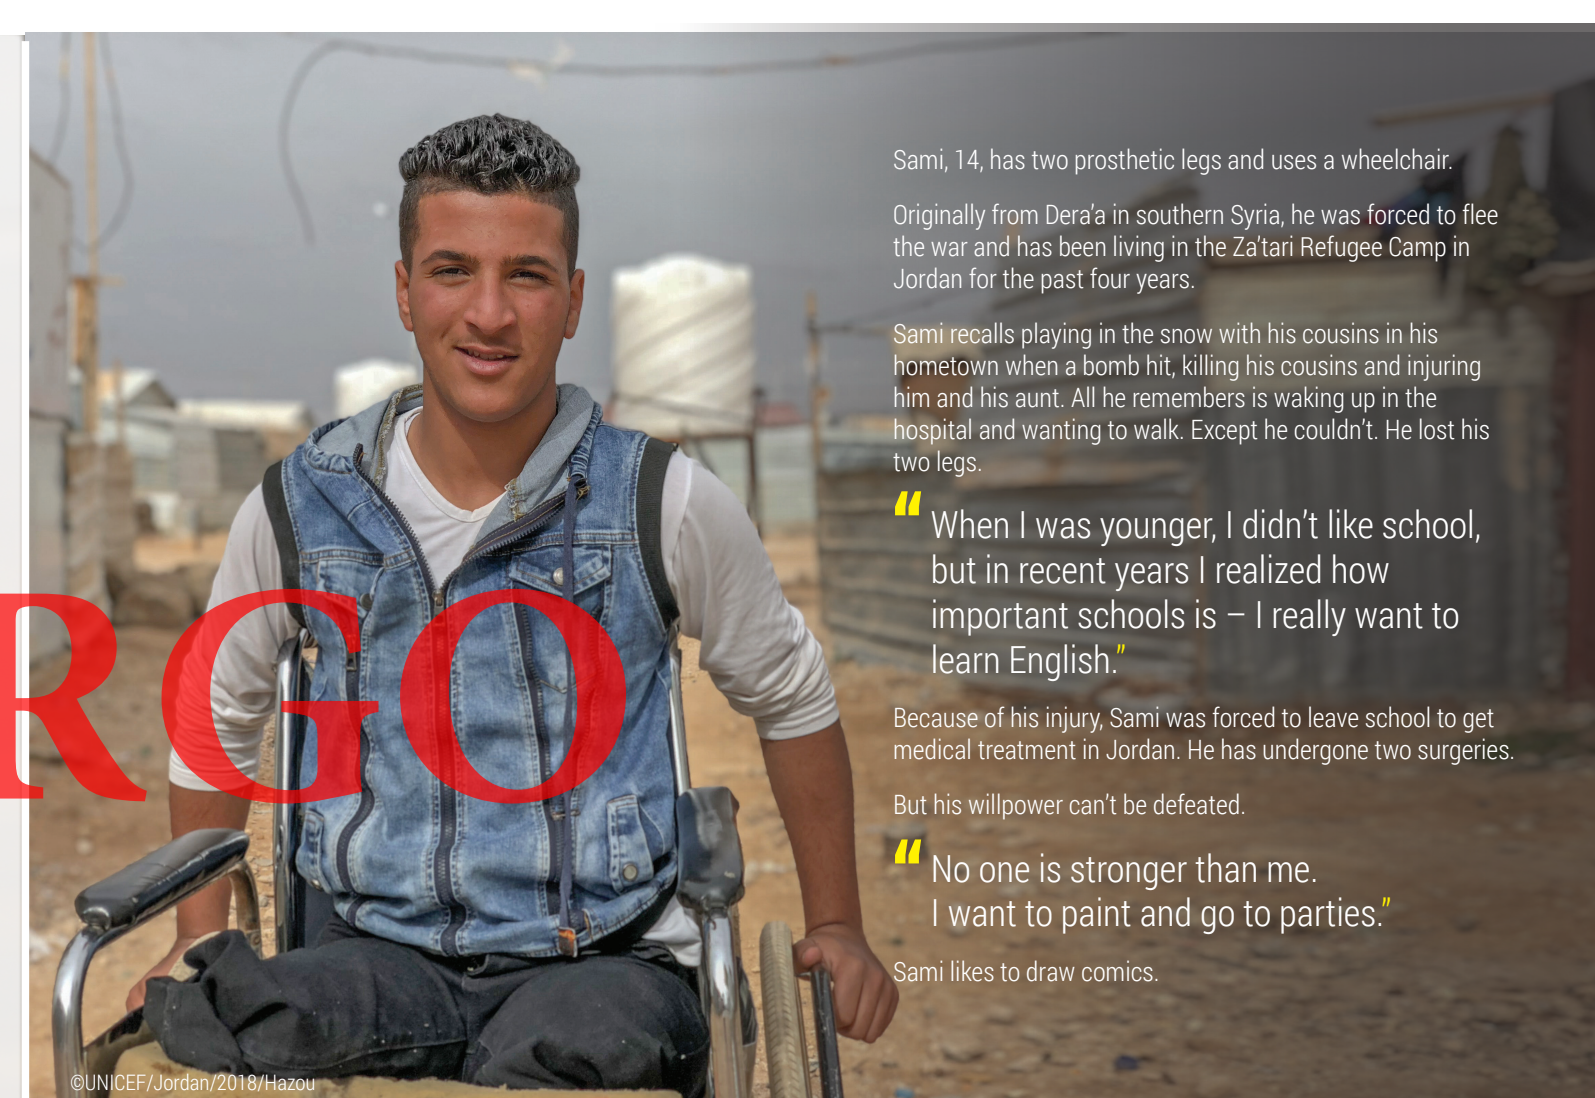 Sami, 14, has two prosthetic legs and uses a wheelchair.
Originally from Dera’a in southern Syria, he was forced to flee
the war and has been living in the Za’tari Refugee Camp in
Jordan for the past four years.
Sami recalls playing in the snow with his cousins in his
hometown when a bomb hit, killing his cousins and injuring
him and his aunt. All he remembers is waking up in the
hospital and wanting to walk. Except he couldn’t. He lost his
two legs.
“ When I was younger, I didn’t like school,
but in recent years I realized how
important schools is – I really want to
learn English.”
Because of his injury, Sami was forced to leave school to get
medical treatment in Jordan. He has undergone two surgeries.
But his willpower can’t be defeated.
“ No one is stronger than me.
I want to paint and go to parties.”
Sami likes to draw comics.
RGO
©UNICEF/Jordan/2018/Hazou